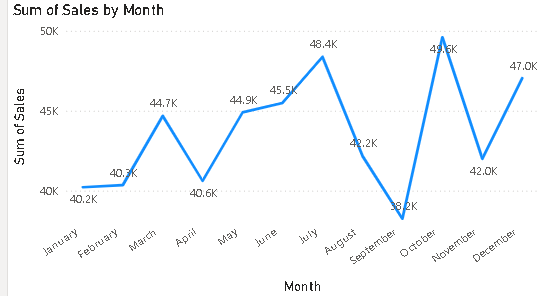 Sum of Sales by Month
50K
48.4K
49.6K
47.0K
44.7K
44.9K
45.5K
45K
42.2K
42.0K
40.3K
40.6K
40K
40.2K
38.2K
Sum of Sales
January
February
March
April
May
June
July
August
September
October
November
December
Month